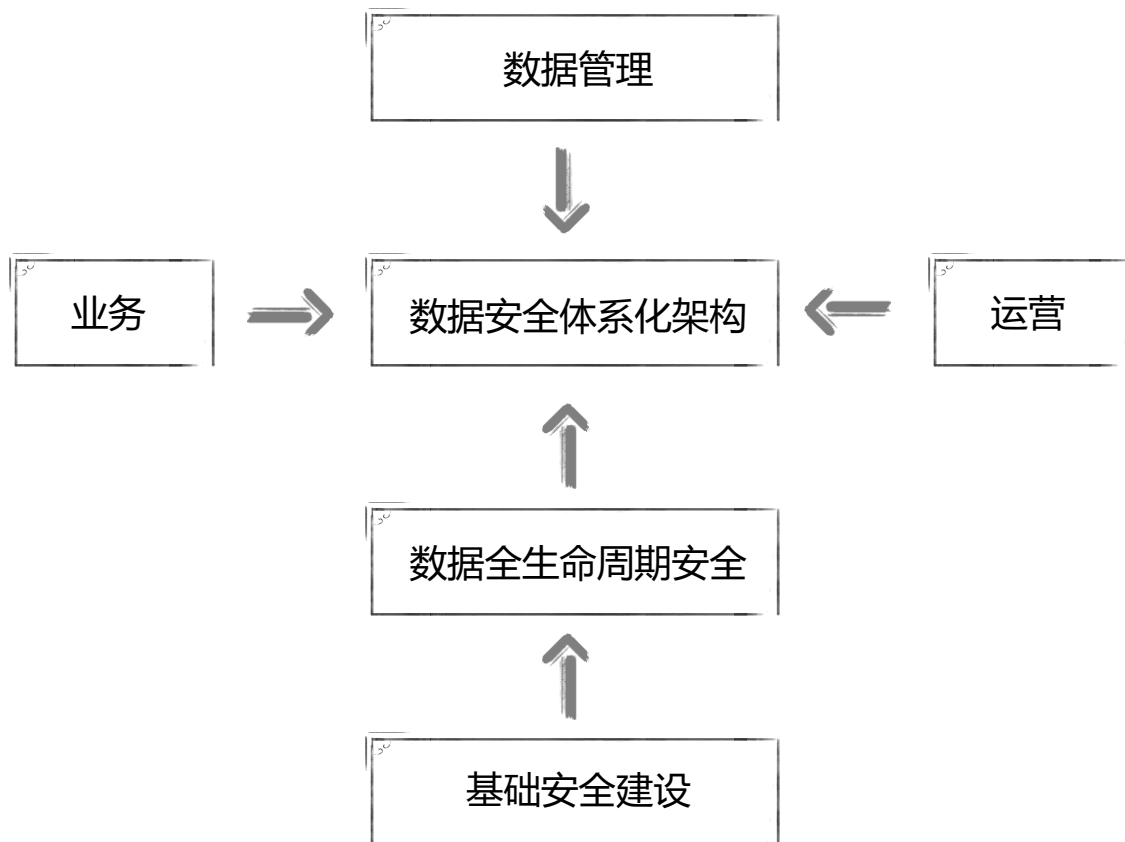 数据管理
业务
数据安全体系化架构
运营
数据全生命周期安全
基础安全建设